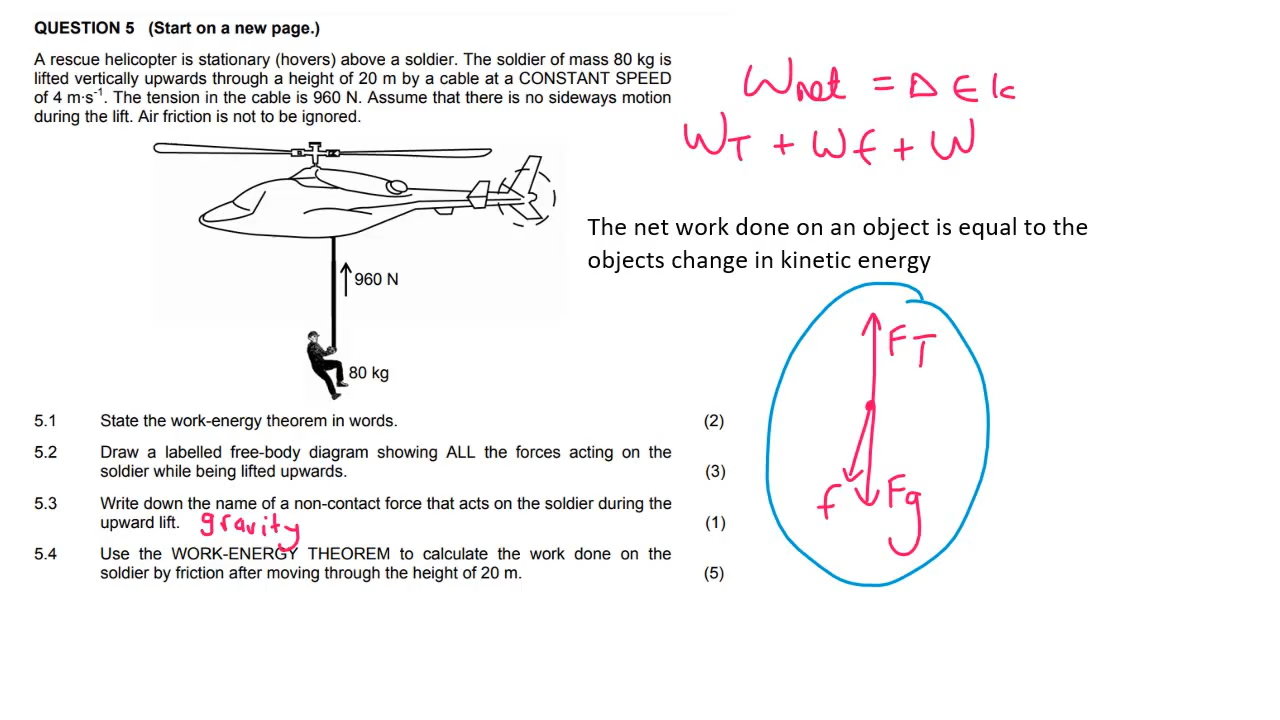 QUESTION 5 (Start on a new page.)
A rescue helicopter is stationary (hovers) above a soldier. The soldier of mass 80 kg is
lifted vertically upwards through a height of 20 m by a cable at a CONSTANT SPEED
of 4 m·s⁻¹. The tension in the cable is 960 N. Assume that there is no sideways motion
during the lift. Air friction is not to be ignored.
Wnet = Δ E k
WT + Wf + W
The net work done on an object is equal to the
objects change in kinetic energy
960 N
80 kg
FT
f
Fg
5.1 State the work-energy theorem in words. (2)
5.2 Draw a labelled free-body diagram showing ALL the forces acting on the
soldier while being lifted upwards. (3)
5.3 Write down the name of a non-contact force that acts on the soldier during the
upward lift. gravity (1)
5.4 Use the WORK-ENERGY THEOREM to calculate the work done on the
soldier by friction after moving through the height of 20 m. (5)